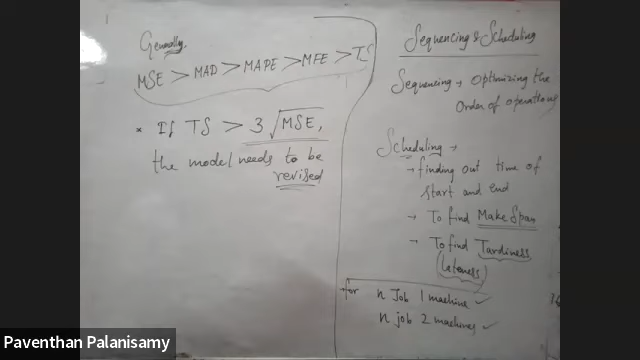 Generally
MSE > MAD > MAPE > MFE > TS
* If TS > 3 √MSE,
the model needs to be
revised
Sequencing & Scheduling
Sequencing → Optimizing the
Order of operations
Scheduling →
→ finding out time of
start and end
→ To find Make Span
→ To find Tardiness
(Lateness)
for n Job 1 machine ✓
n job 2 machines ✓
Paventhan Palanisamy